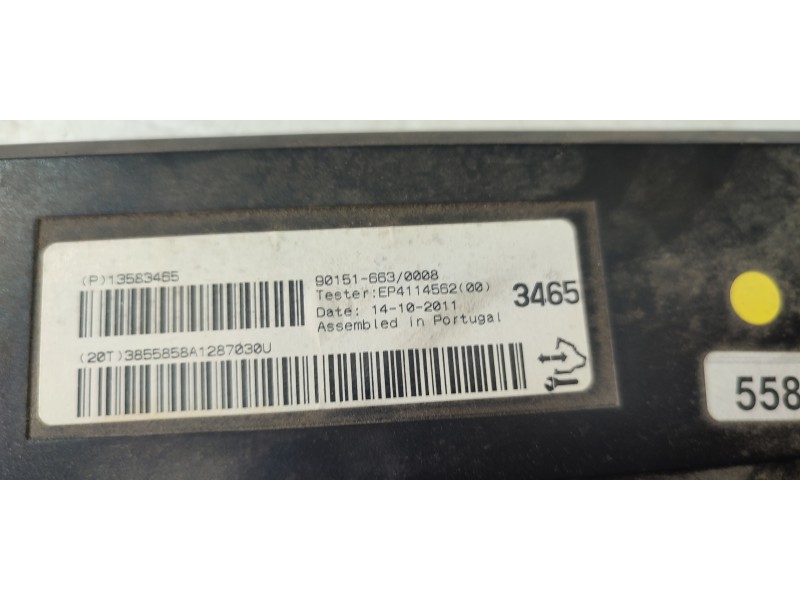 (P)13583465
90151-663/0008
Tester:EP4114562(00)
Date: 14-10-2011
Assembled in Portugal
3465
(20T)3855858A1287030U
558